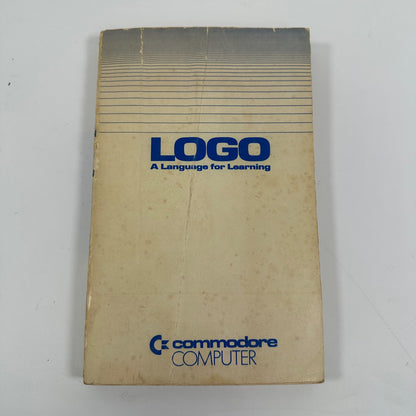 LOGO
A Language for Learning
commodore
COMPUTER